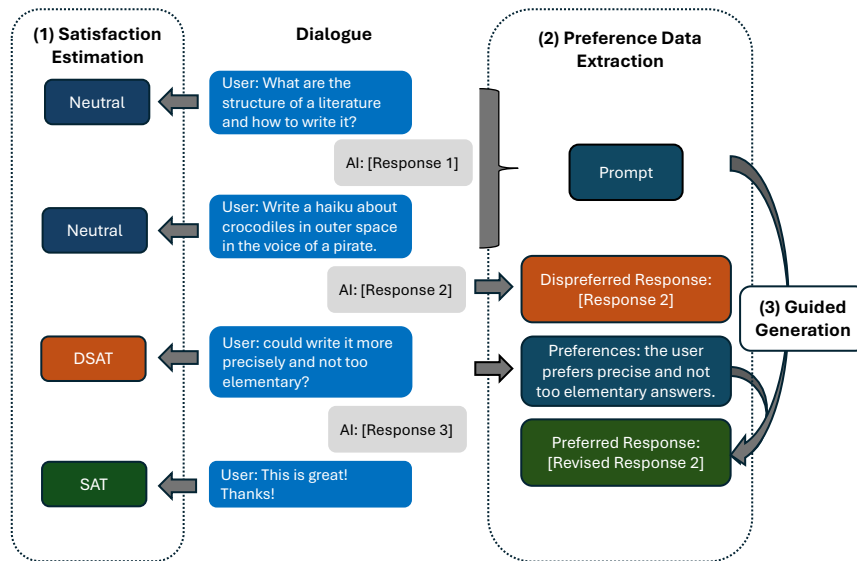 (1) Satisfaction
Estimation
Dialogue
(2) Preference Data
Extraction
Neutral
User: What are the
structure of a literature
and how to write it?
AI: [Response 1]
Prompt
Neutral
User: Write a haiku about
crocodiles in outer space
in the voice of a pirate.
AI: [Response 2]
Dispreferred Response:
[Response 2]
(3) Guided
Generation
DSAT
User: could write it more
precisely and not too
elementary?
Preferences: the user
prefers precise and not
too elementary answers.
AI: [Response 3]
Preferred Response:
[Revised Response 2]
SAT
User: This is great!
Thanks!